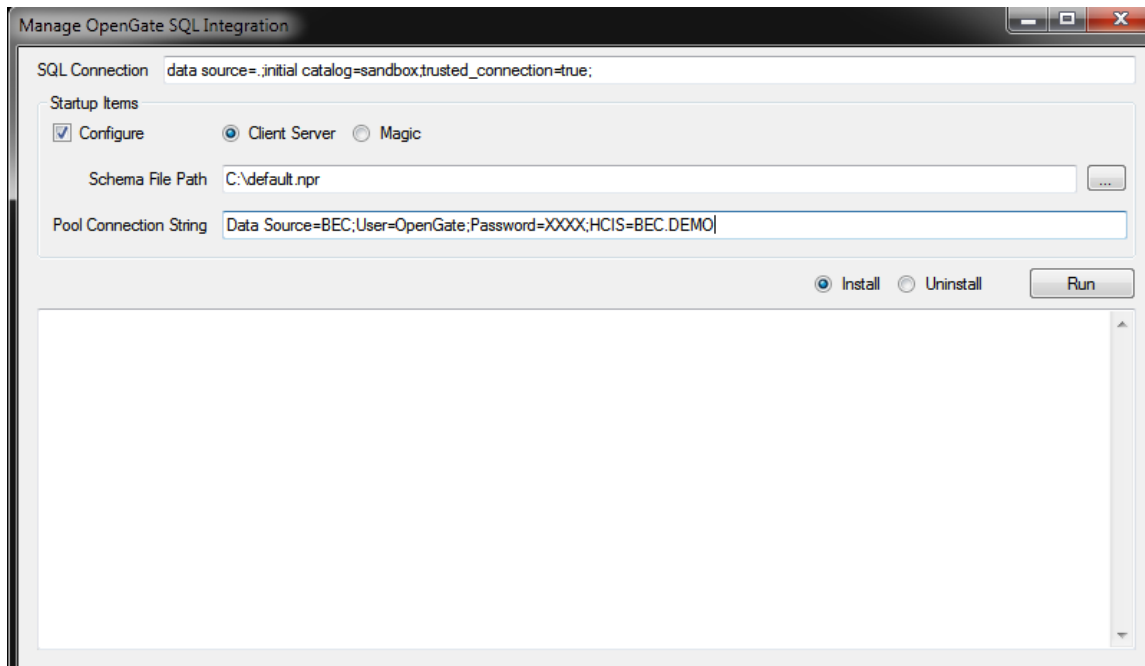 Manage OpenGate SQL Integration
SQL Connection data source=.;initial catalog=sandbox;trusted_connection=true;
Startup Items
Configure Client Server Magic
Schema File Path C:\default.npr ...
Pool Connection String Data Source=BEC;User=OpenGate;Password=XXXX;HCIS=BEC.DEMO
Install Uninstall Run